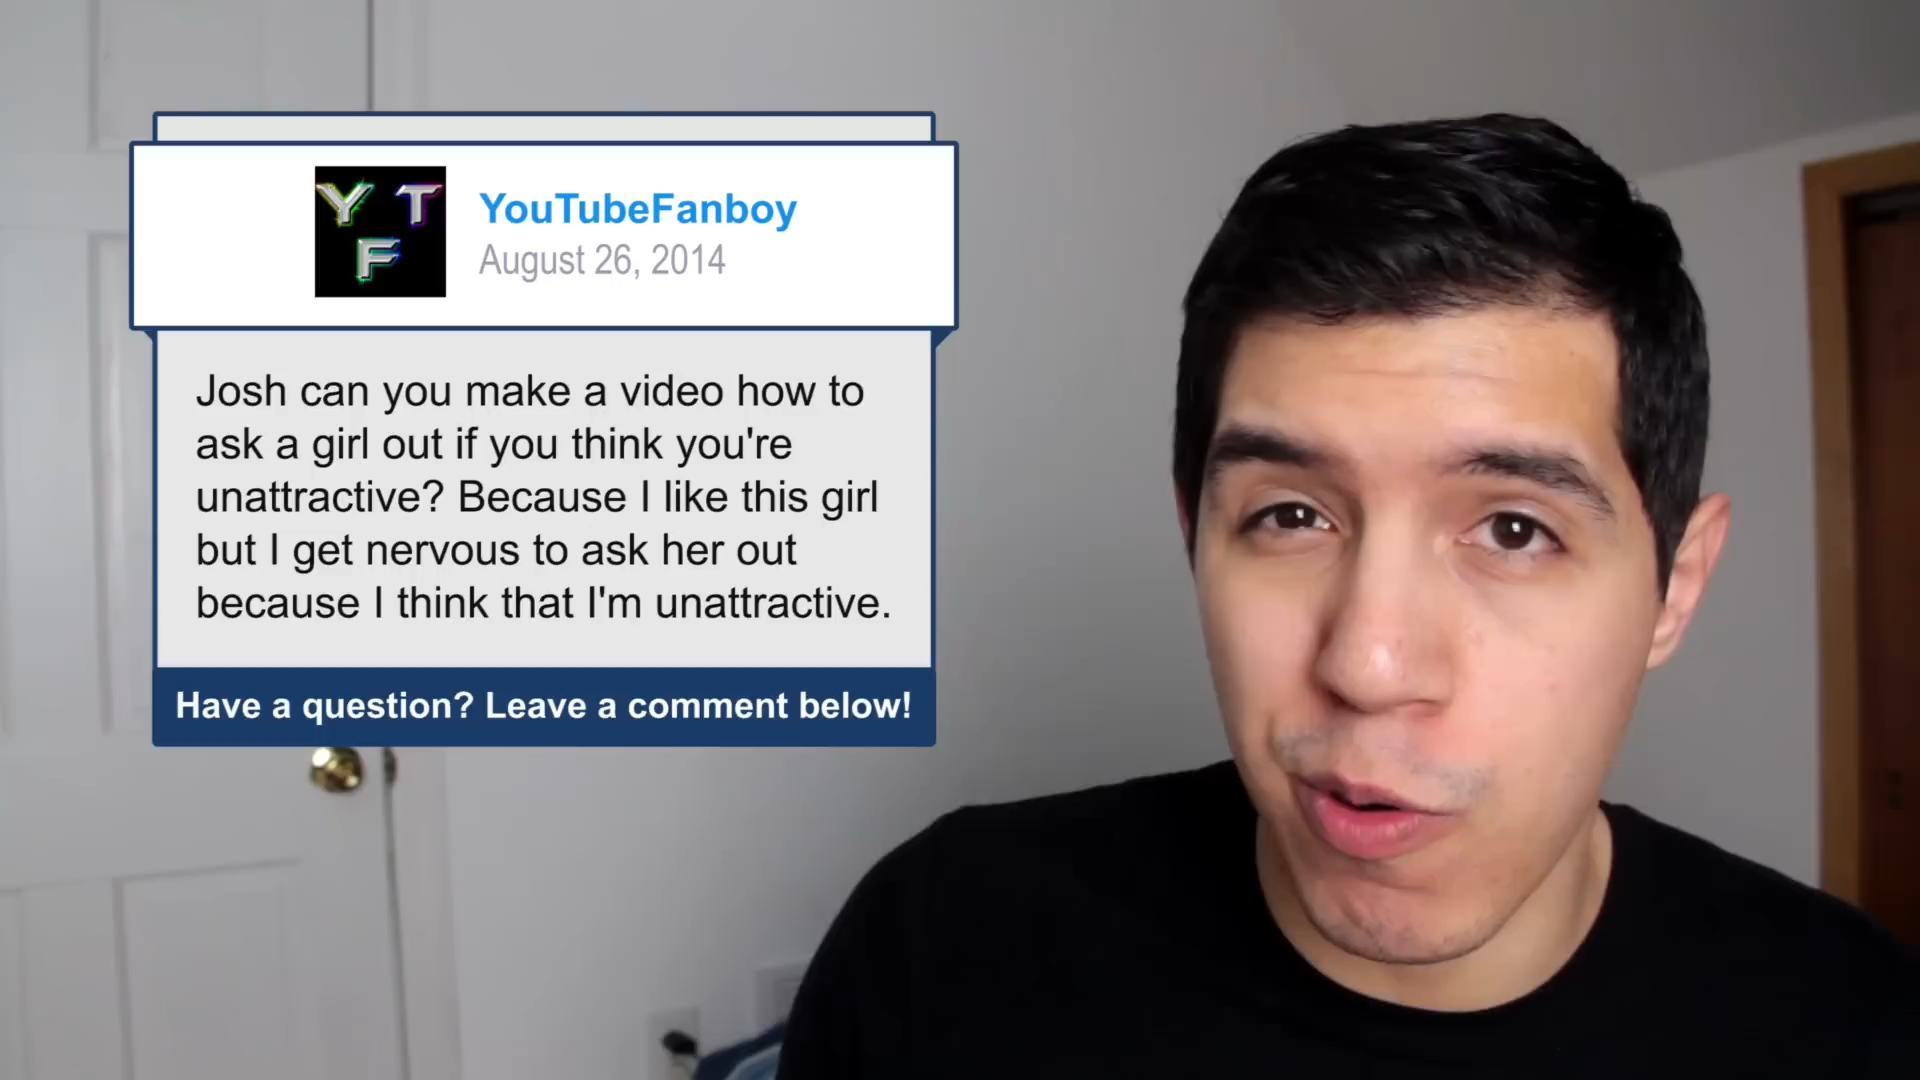 Y T
F
YouTubeFanboy
August 26, 2014
Josh can you make a video how to
ask a girl out if you think you're
unattractive? Because I like this girl
but I get nervous to ask her out
because I think that I'm unattractive.
Have a question? Leave a comment below!